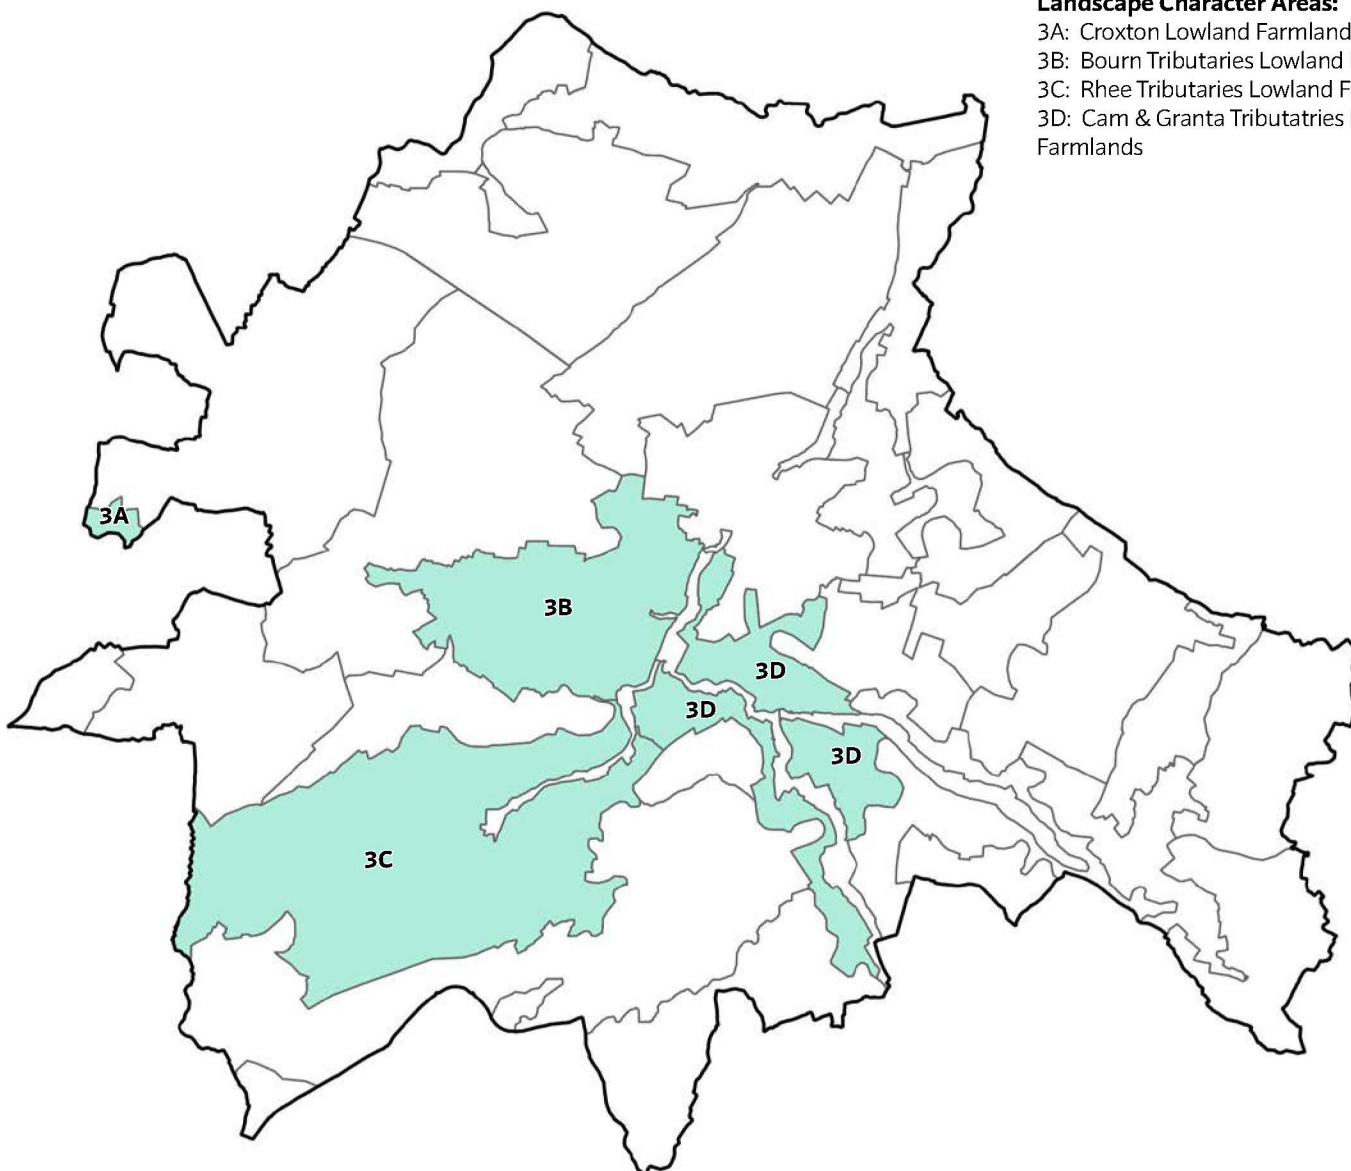 Landscape Character Areas:
3A: Croxton Lowland Farmland
3B: Bourn Tributaries Lowland
3C: Rhee Tributaries Lowland F
3D: Cam & Granta Tributatries
Farmlands
3A
3B
3D
3D
3D
3C